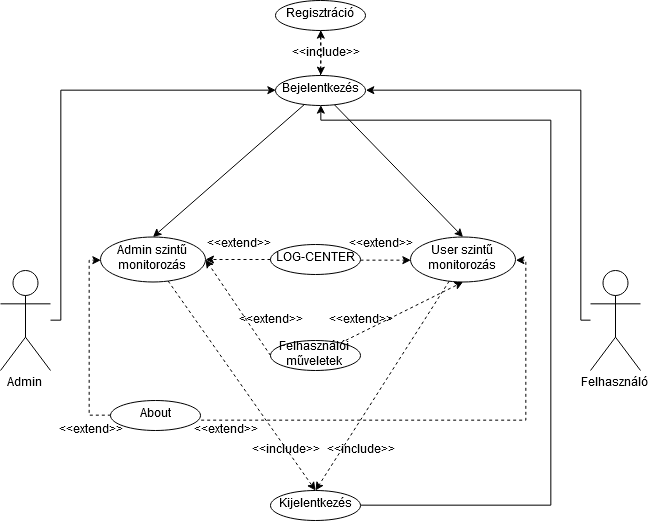 Regisztráció
<<include>>
Bejelentkezés
Admin szintű
monitorozás
<<extend>>
LOG-CENTER
<<extend>>
User szintű
monitorozás
<<extend>>
<<extend>>
Felhasználói
műveletek
Admin
Felhasználó
About
<<extend>>
<<extend>>
<<include>>
<<include>>
Kijelentkezés